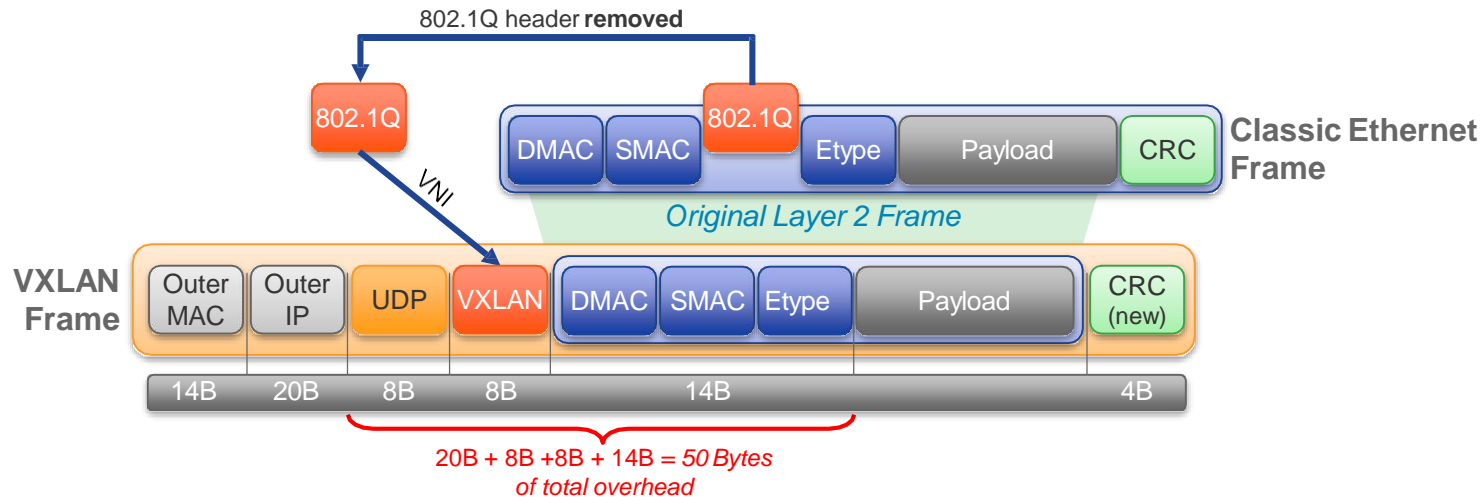 802.1Q header removed
802.1Q
802.1Q
DMAC
SMAC
Etype
Payload
CRC
Classic Ethernet
Frame
VNI
Original Layer 2 Frame
VXLAN
Frame
Outer
MAC
Outer
IP
UDP
VXLAN
DMAC
SMAC
Etype
Payload
CRC
(new)
14B
20B
8B
8B
14B
4B
20B + 8B +8B + 14B = 50 Bytes
of total overhead